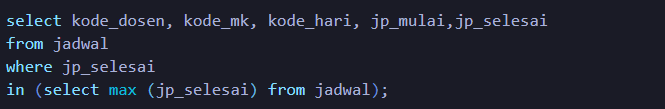 select kode_dosen, kode_mk, kode_hari, jp_mulai,jp_selesai
from jadwal
where jp_selesai
in (select max (jp_selesai) from jadwal);